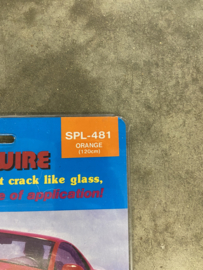 SPL-481
ORANGE
(120cm)
WIRE
t crack like glass,
of application!